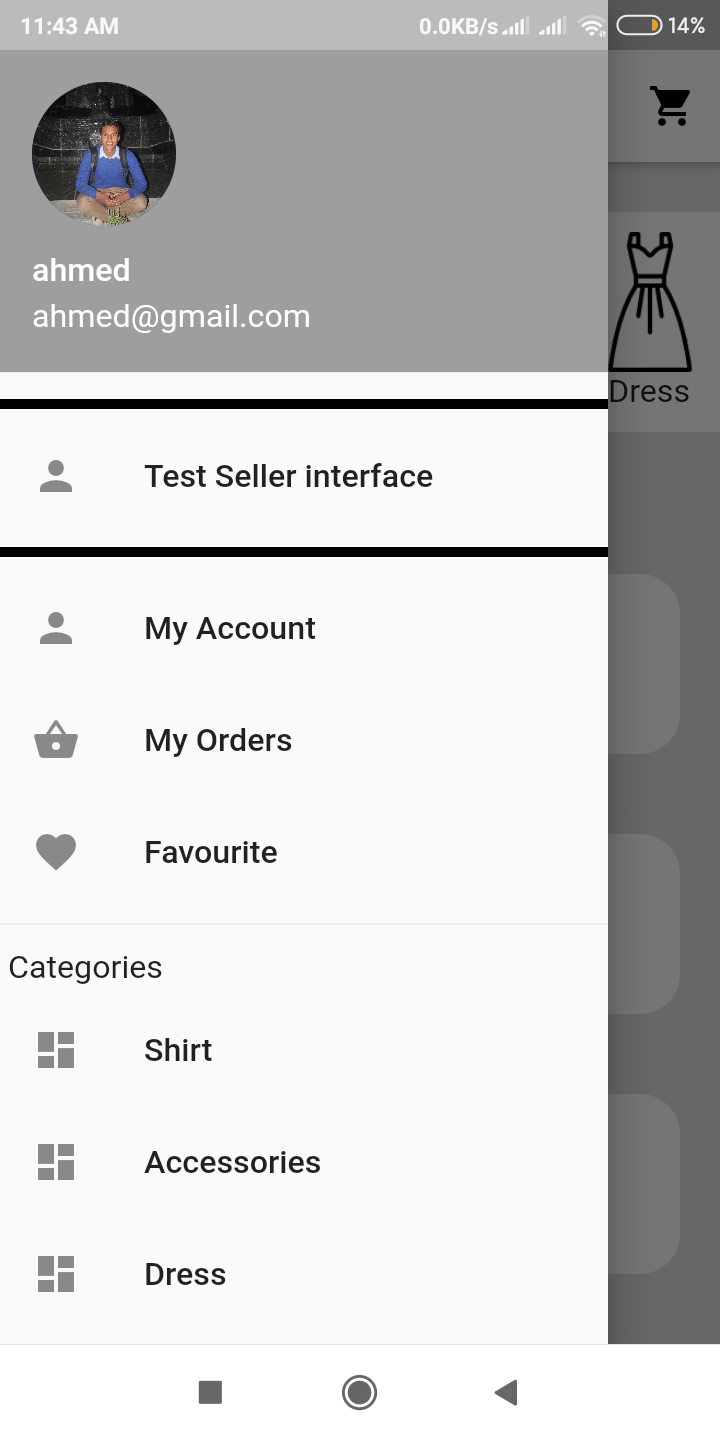 11:43 AM 0.0KB/s 14%
ahmed
ahmed@gmail.com
Dress
Test Seller interface
My Account
My Orders
Favourite
Categories
Shirt
Accessories
Dress